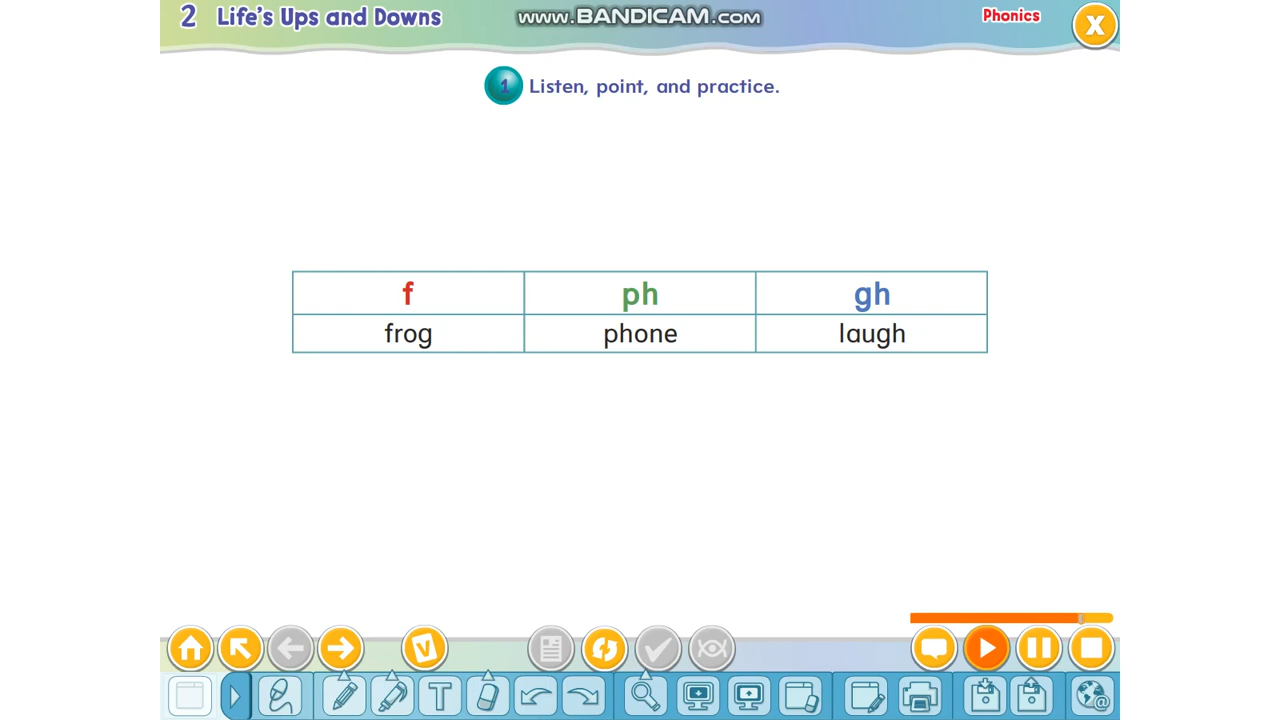 2 Life's Ups and Downs
www.BANDICAM.com
Phonics
X
1 Listen, point, and practice.
f ph gh
frog phone laugh
V
T
@